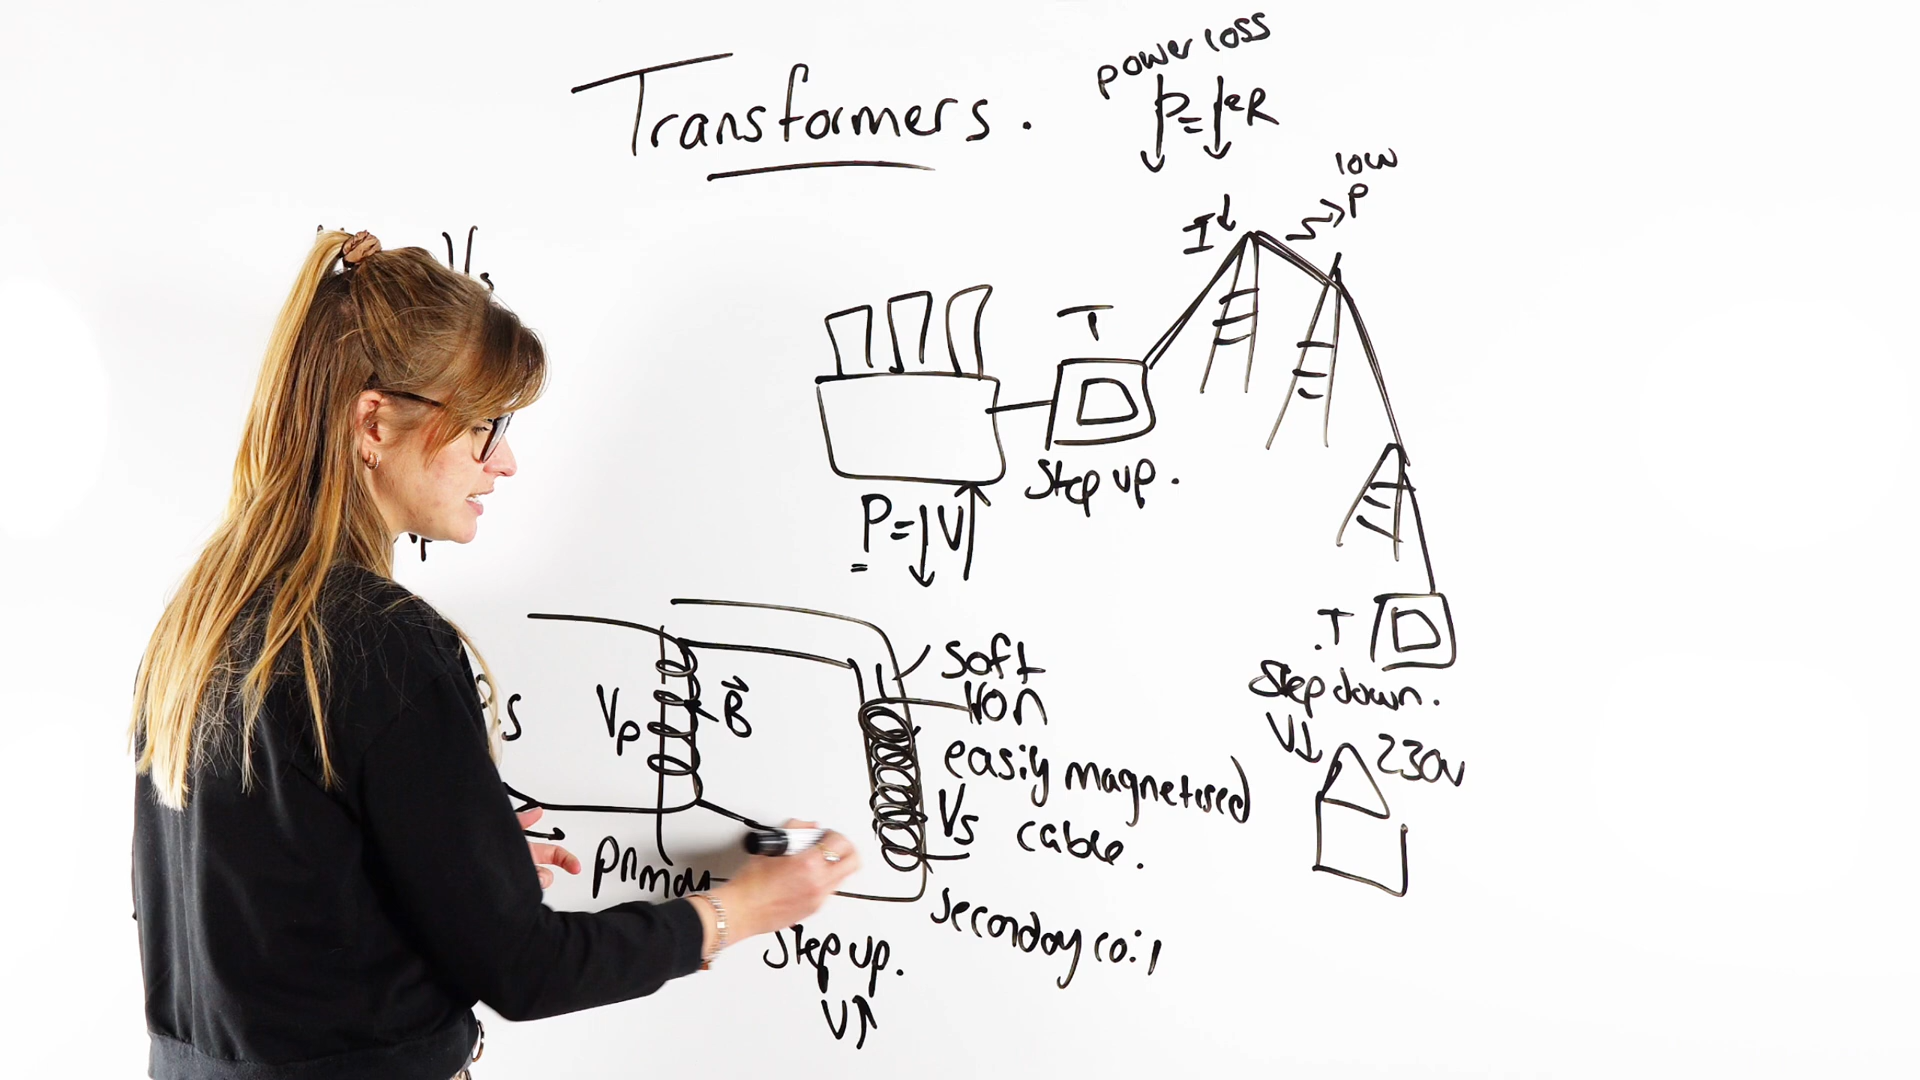 Transformers.
power loss
P = I²R
low
P
I↓
T
step up.
P = IV
T
step down.
V↓
230v
Vs
Vp
B
soft
iron
easily magnetised
Vs cable.
secondary coil
step up.
V↑